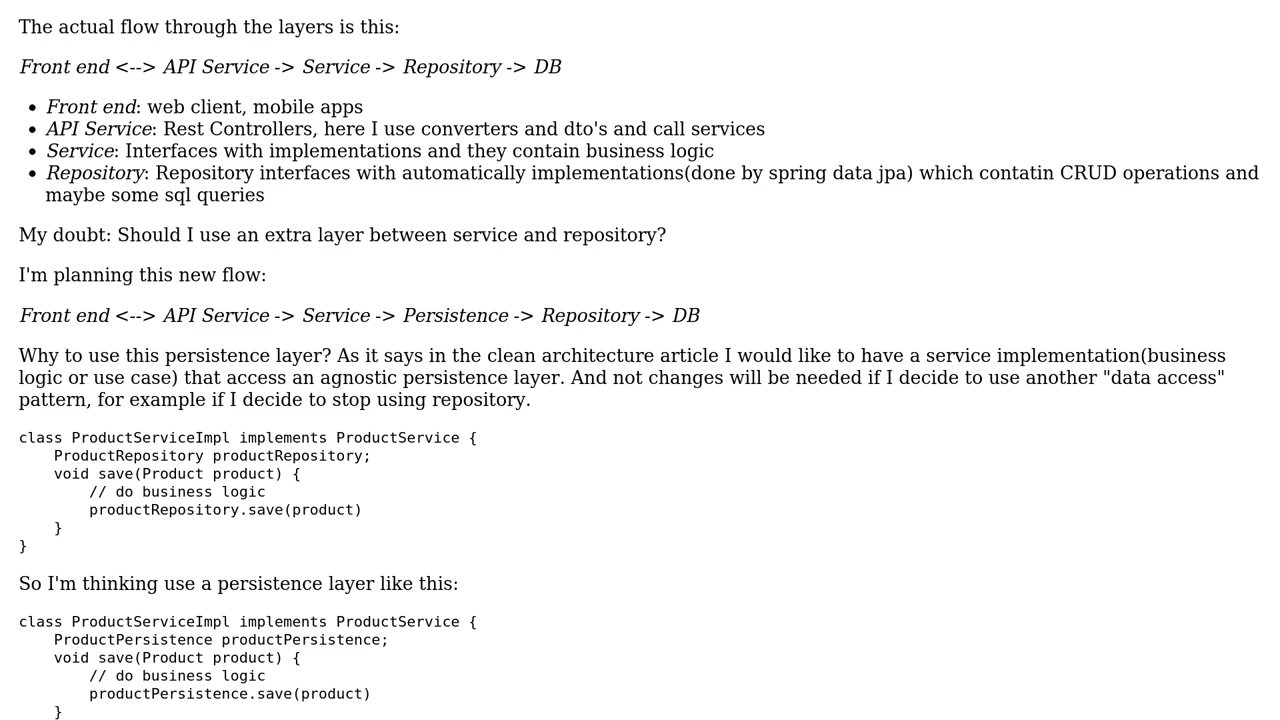 The actual flow through the layers is this:
Front end <--> API Service -> Service -> Repository -> DB
• Front end: web client, mobile apps
• API Service: Rest Controllers, here I use converters and dto's and call services
• Service: Interfaces with implementations and they contain business logic
• Repository: Repository interfaces with automatically implementations(done by spring data jpa) which contatin CRUD operations and
maybe some sql queries
My doubt: Should I use an extra layer between service and repository?
I'm planning this new flow:
Front end <--> API Service -> Service -> Persistence -> Repository -> DB
Why to use this persistence layer? As it says in the clean architecture article I would like to have a service implementation(business
logic or use case) that access an agnostic persistence layer. And not changes will be needed if I decide to use another "data access"
pattern, for example if I decide to stop using repository.
class ProductServiceImpl implements ProductService {
    ProductRepository productRepository;
    void save(Product product) {
        // do business logic
        productRepository.save(product)
    }
}
So I'm thinking use a persistence layer like this:
class ProductServiceImpl implements ProductService {
    ProductPersistence productPersistence;
    void save(Product product) {
        // do business logic
        productPersistence.save(product)
    }